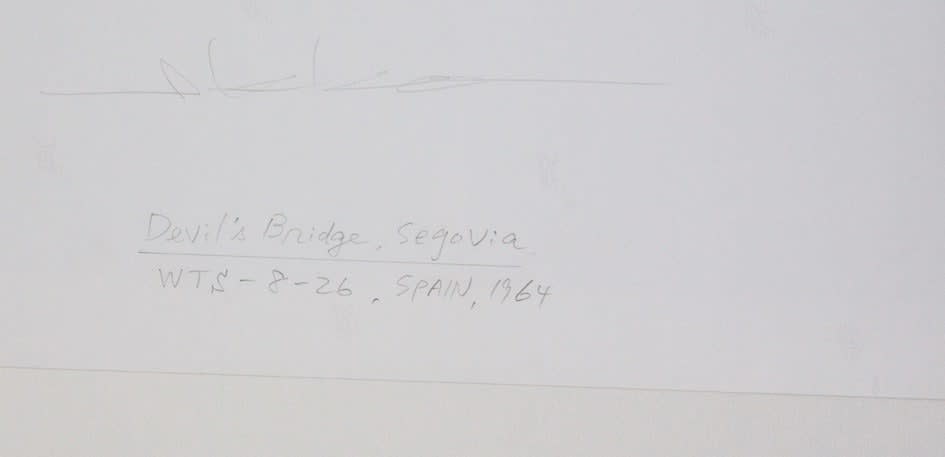 Devil's Bridge, Segovia
WTS-8-26, SPAIN, 1964